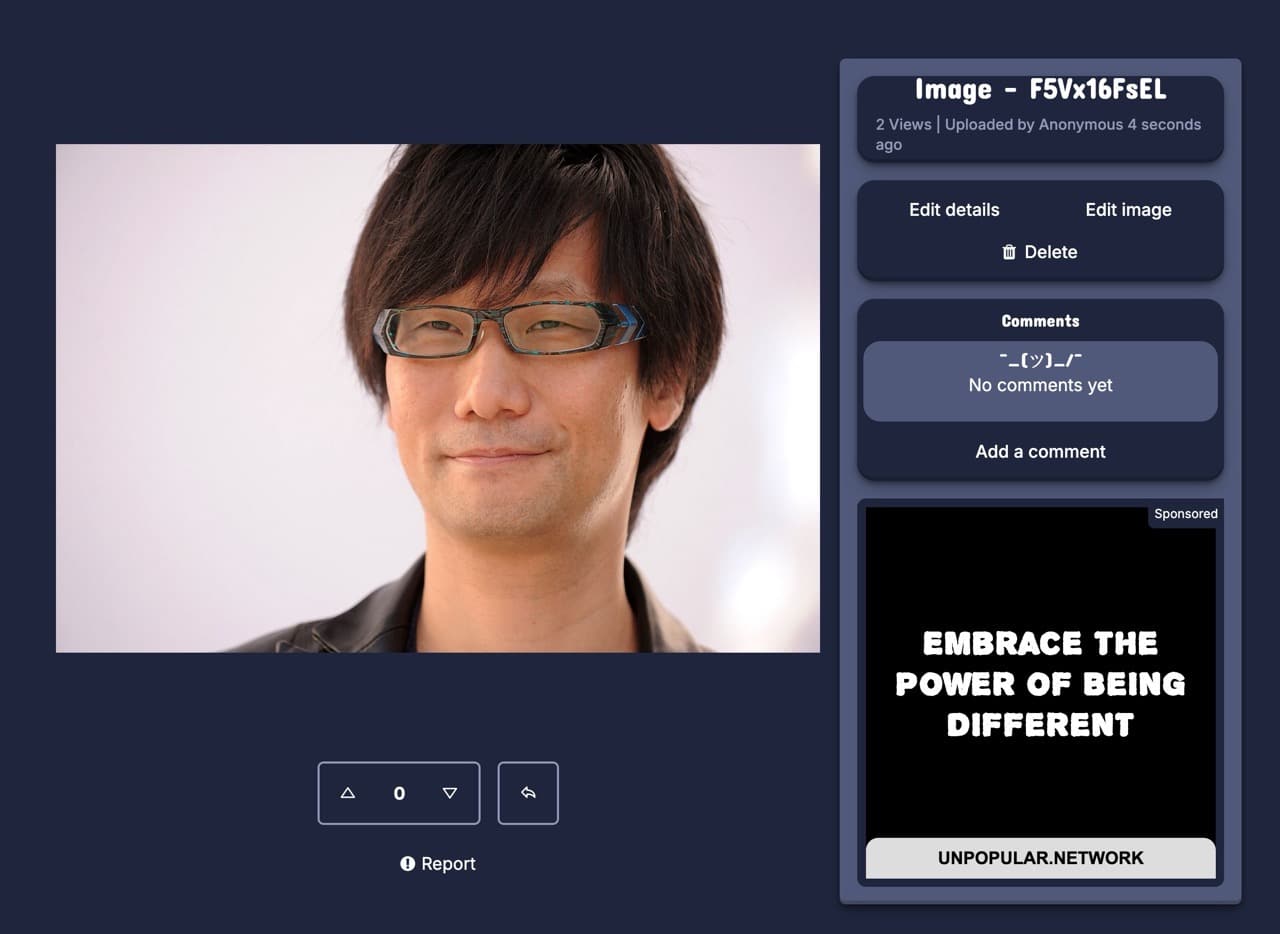 Image - F5Vx16FsEL
2 Views | Uploaded by Anonymous 4 seconds
ago
Edit details
Edit image
Delete
Comments
¯_(ツ)_/¯
No comments yet
Add a comment
Sponsored
EMBRACE THE
POWER OF BEING
DIFFERENT
UNPOPULAR.NETWORK
0
Report